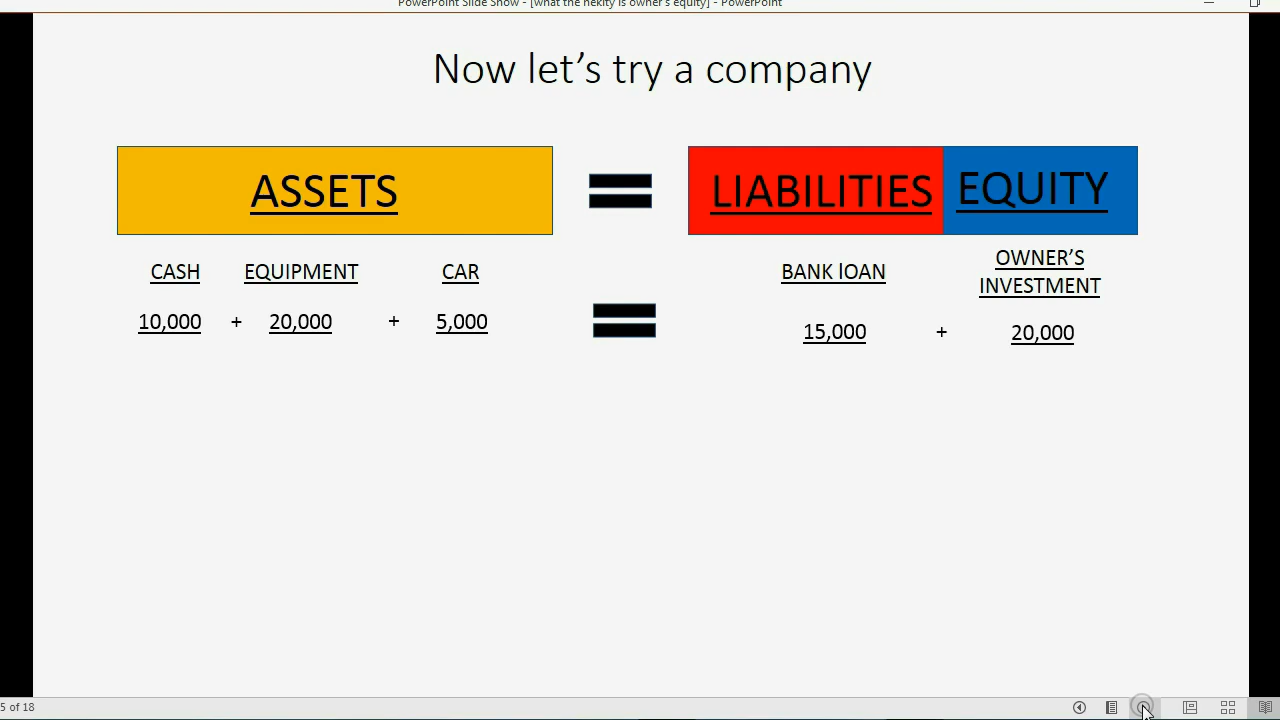 PowerPoint Slide Show - [what the hekity is owner's equity] - PowerPoint
Now let's try a company
ASSETS = LIABILITIES EQUITY
CASH EQUIPMENT CAR BANK lOAN OWNER'S INVESTMENT
10,000 + 20,000 + 5,000 = 15,000 + 20,000
5 of 18